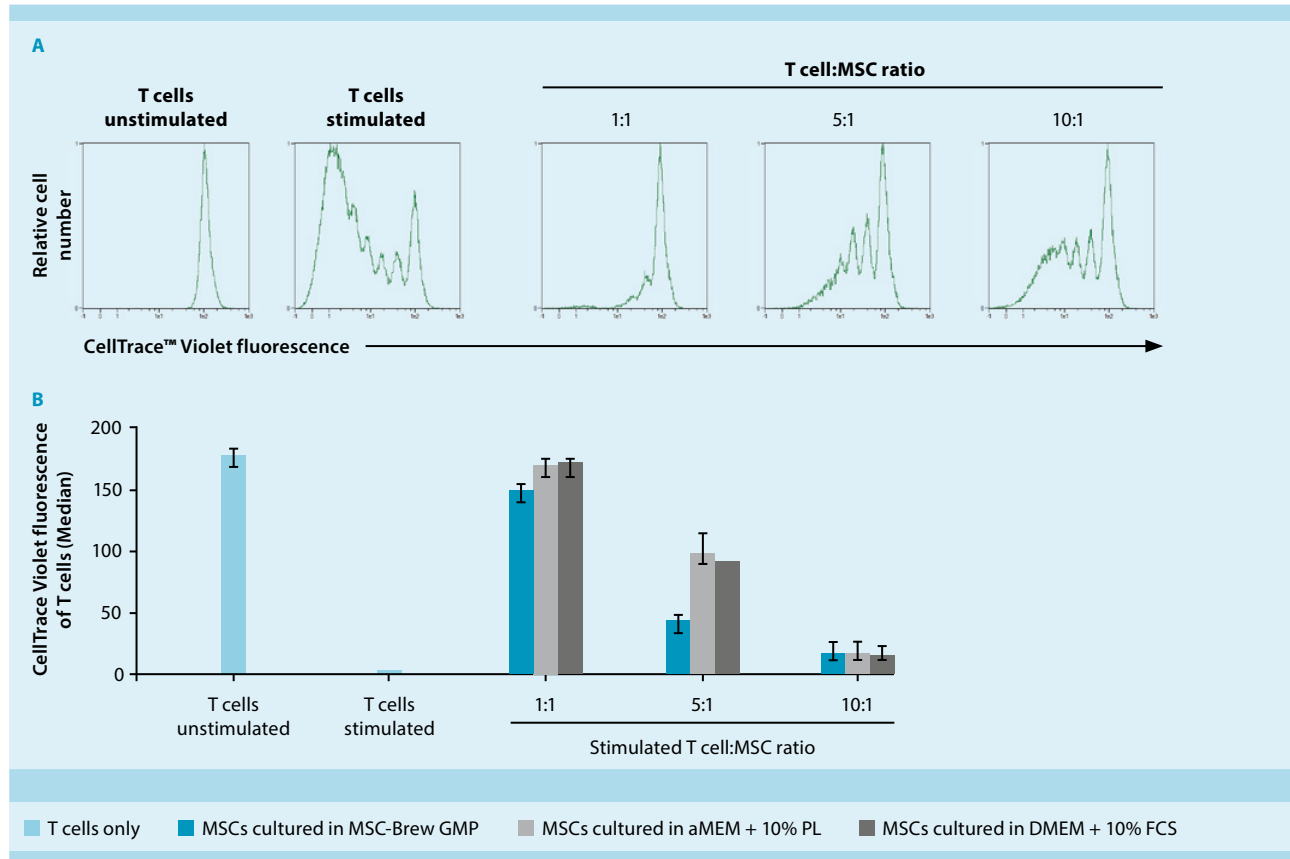 A
T cell:MSC ratio
T cells
unstimulated
T cells
stimulated
1:1
5:1
10:1
Relative cell
number
CellTrace™ Violet fluorescence
B
CellTrace Violet fluorescence
of T cells (Median)
200
150
100
50
0
T cells
unstimulated
T cells
stimulated
1:1
5:1
10:1
Stimulated T cell:MSC ratio
T cells only
MSCs cultured in MSC-Brew GMP
MSCs cultured in aMEM + 10% PL
MSCs cultured in DMEM + 10% FCS